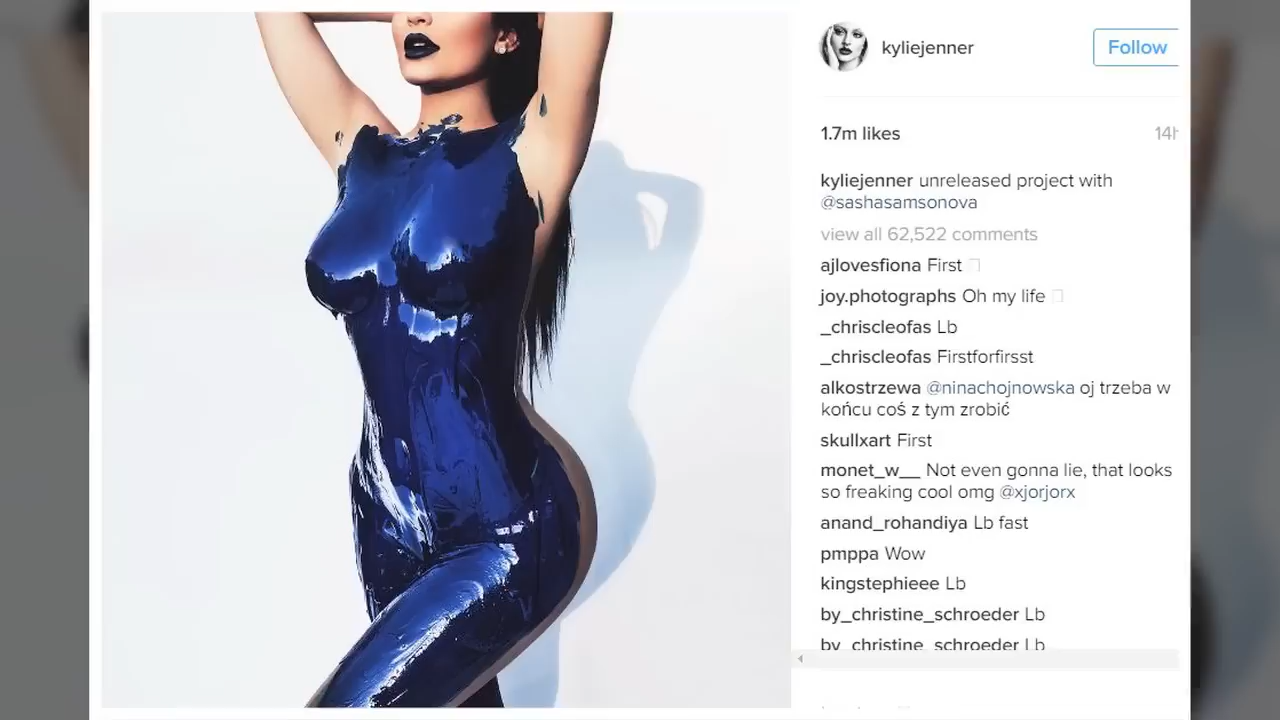 kyliejenner
Follow
1.7m likes
14h
kyliejenner unreleased project with
@sashasamsonova
view all 62,522 comments
ajlovesfiona First
joy.photographs Oh my life
_chriscleofas Lb
_chriscleofas Firstforfirsst
alkostrzewa @ninachojnowska oj trzeba w
końcu coś z tym zrobić
skullxart First
monet_w__ Not even gonna lie, that looks
so freaking cool omg @xjorjorx
anand_rohandiya Lb fast
pmppa Wow
kingstephieee Lb
by_christine_schroeder Lb
by_christine_schroeder Lb